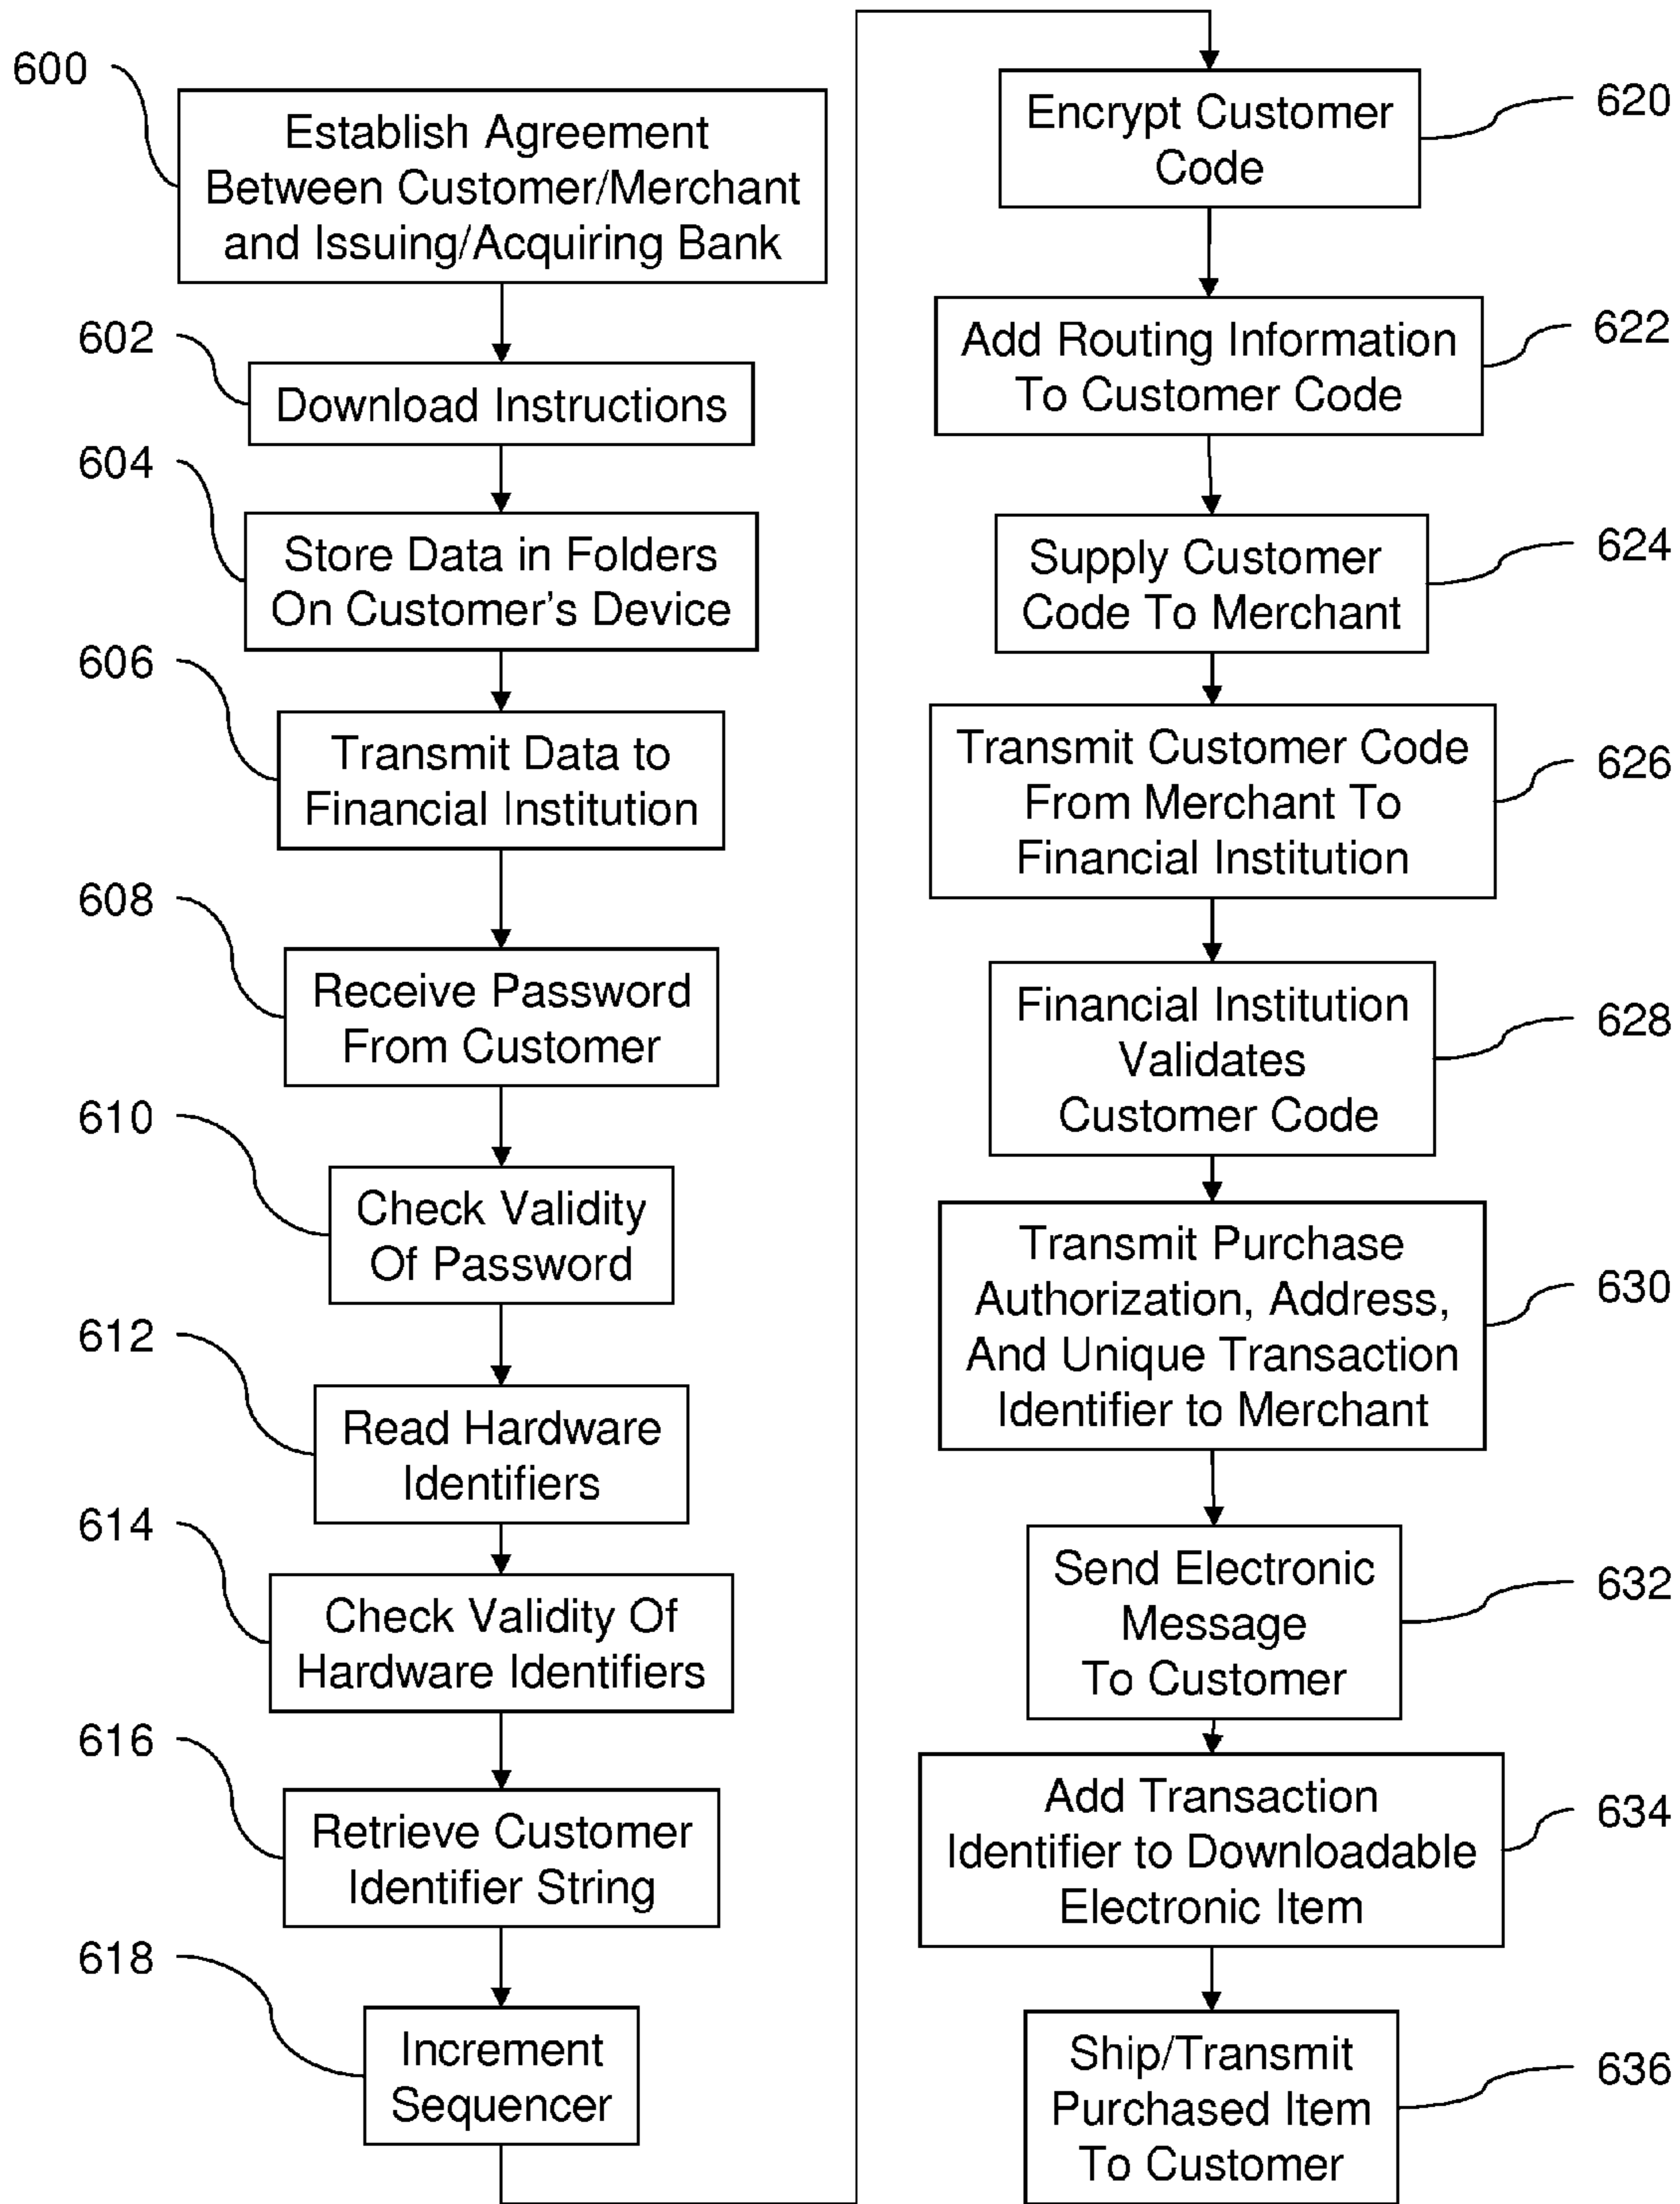 600
Establish Agreement
Between Customer/Merchant
and Issuing/Acquiring Bank
602
Download Instructions
604
Store Data in Folders
On Customer's Device
606
Transmit Data to
Financial Institution
608
Receive Password
From Customer
610
Check Validity
Of Password
612
Read Hardware
Identifiers
614
Check Validity Of
Hardware Identifiers
616
Retrieve Customer
Identifier String
618
Increment
Sequencer
Encrypt Customer
Code
620
Add Routing Information
To Customer Code
622
Supply Customer
Code To Merchant
624
Transmit Customer Code
From Merchant To
Financial Institution
626
Financial Institution
Validates
Customer Code
628
Transmit Purchase
Authorization, Address,
And Unique Transaction
Identifier to Merchant
630
Send Electronic
Message
To Customer
632
Add Transaction
Identifier to Downloadable
Electronic Item
634
Ship/Transmit
Purchased Item
To Customer
636